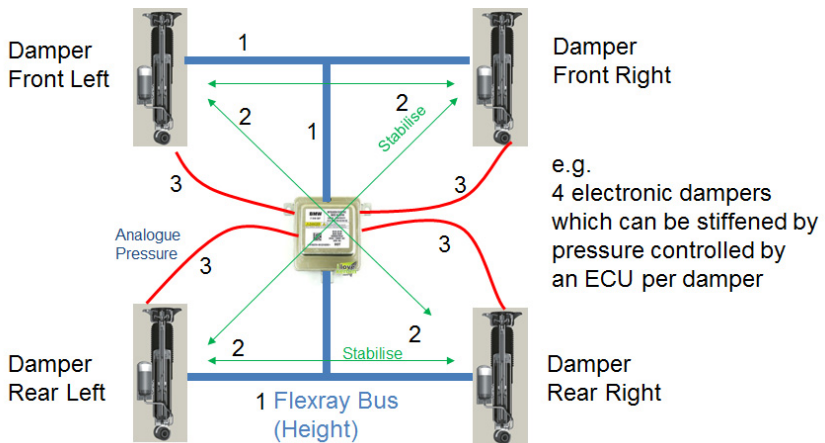 Damper
Front Left
1
Damper
Front Right
2
2
1
Stabilise
3
3
e.g.
4 electronic dampers
which can be stiffened by
pressure controlled by
an ECU per damper
BMW
Analogue
Pressure
3
3
2
2
Stabilise
Damper
Rear Left
Damper
Rear Right
1 Flexray Bus
(Height)